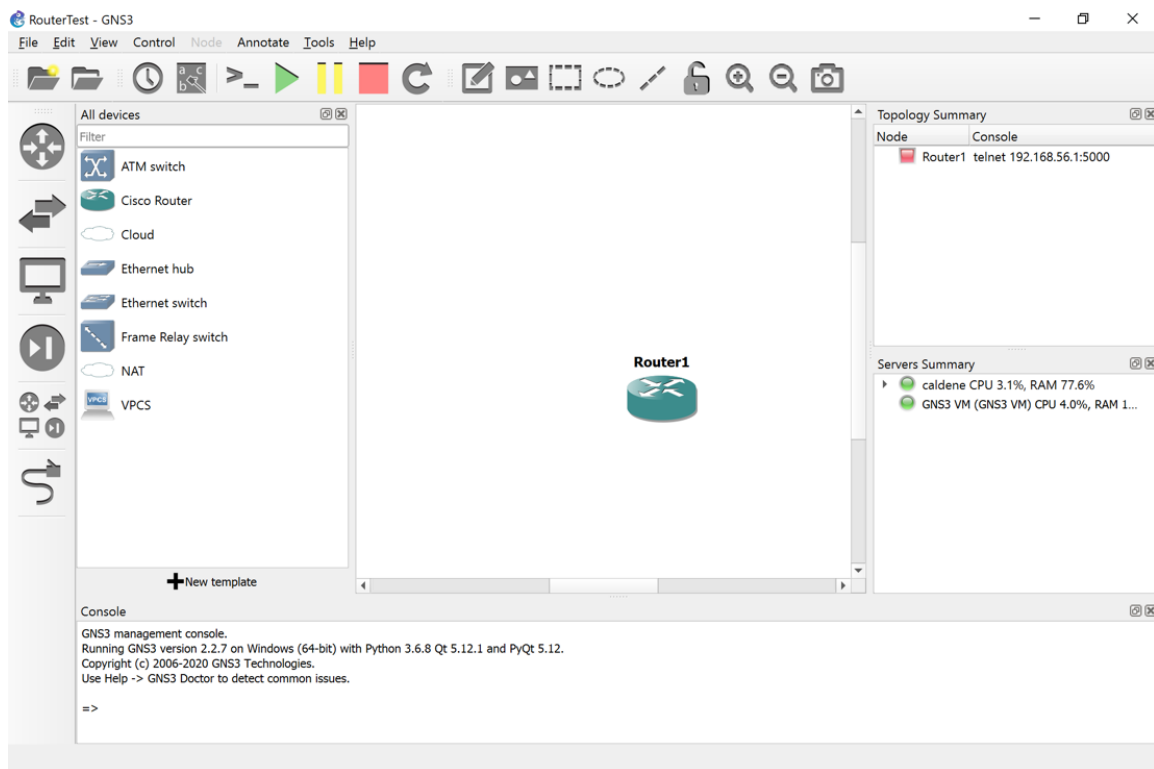 RouterTest - GNS3
File Edit View Control Node Annotate Tools Help
All devices
Filter
ATM switch
Cisco Router
Cloud
Ethernet hub
Ethernet switch
Frame Relay switch
NAT
VPCS
VPCS
New template
Router1
Topology Summary
Node Console
Router1 telnet 192.168.56.1:5000
Servers Summary
caldene CPU 3.1%, RAM 77.6%
GNS3 VM (GNS3 VM) CPU 4.0%, RAM 1...
Console
GNS3 management console.
Running GNS3 version 2.2.7 on Windows (64-bit) with Python 3.6.8 Qt 5.12.1 and PyQt 5.12.
Copyright (c) 2006-2020 GNS3 Technologies.
Use Help -> GNS3 Doctor to detect common issues.
=>